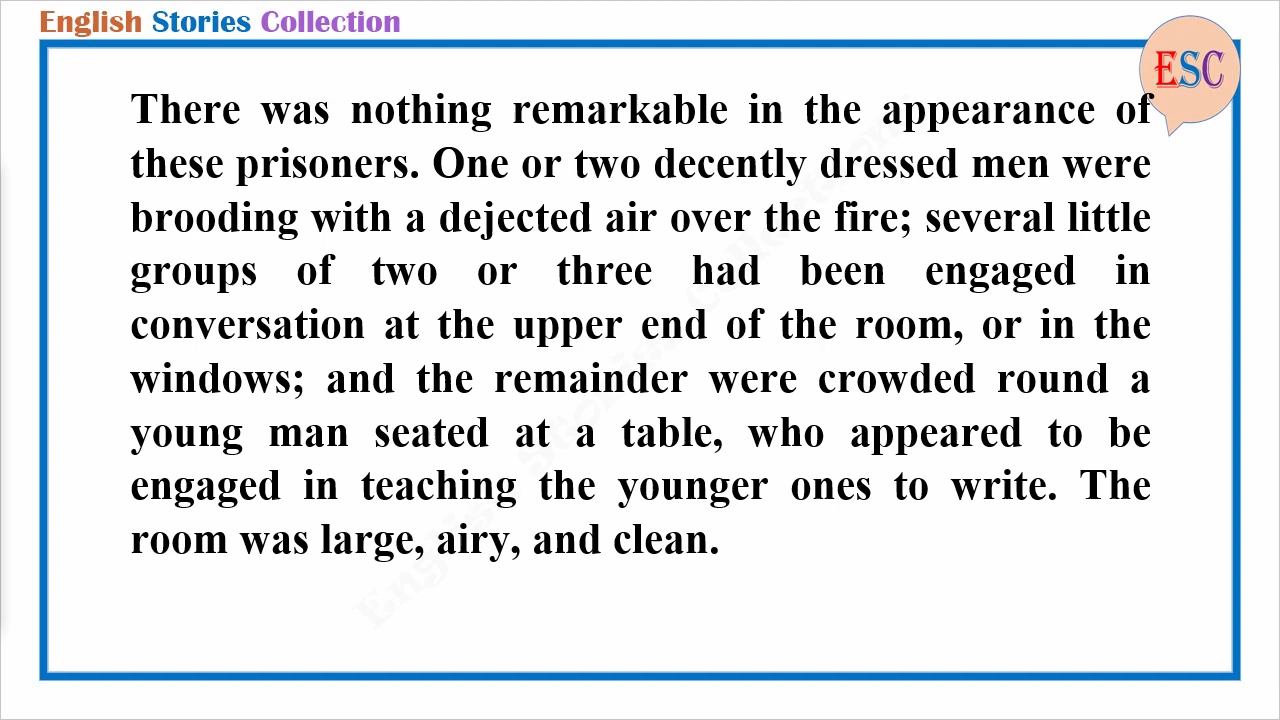 English Stories Collection
ESC
There was nothing remarkable in the appearance of
these prisoners. One or two decently dressed men were
brooding with a dejected air over the fire; several little
groups of two or three had been engaged in
conversation at the upper end of the room, or in the
windows; and the remainder were crowded round a
young man seated at a table, who appeared to be
engaged in teaching the younger ones to write. The
room was large, airy, and clean.
English Stories Collection